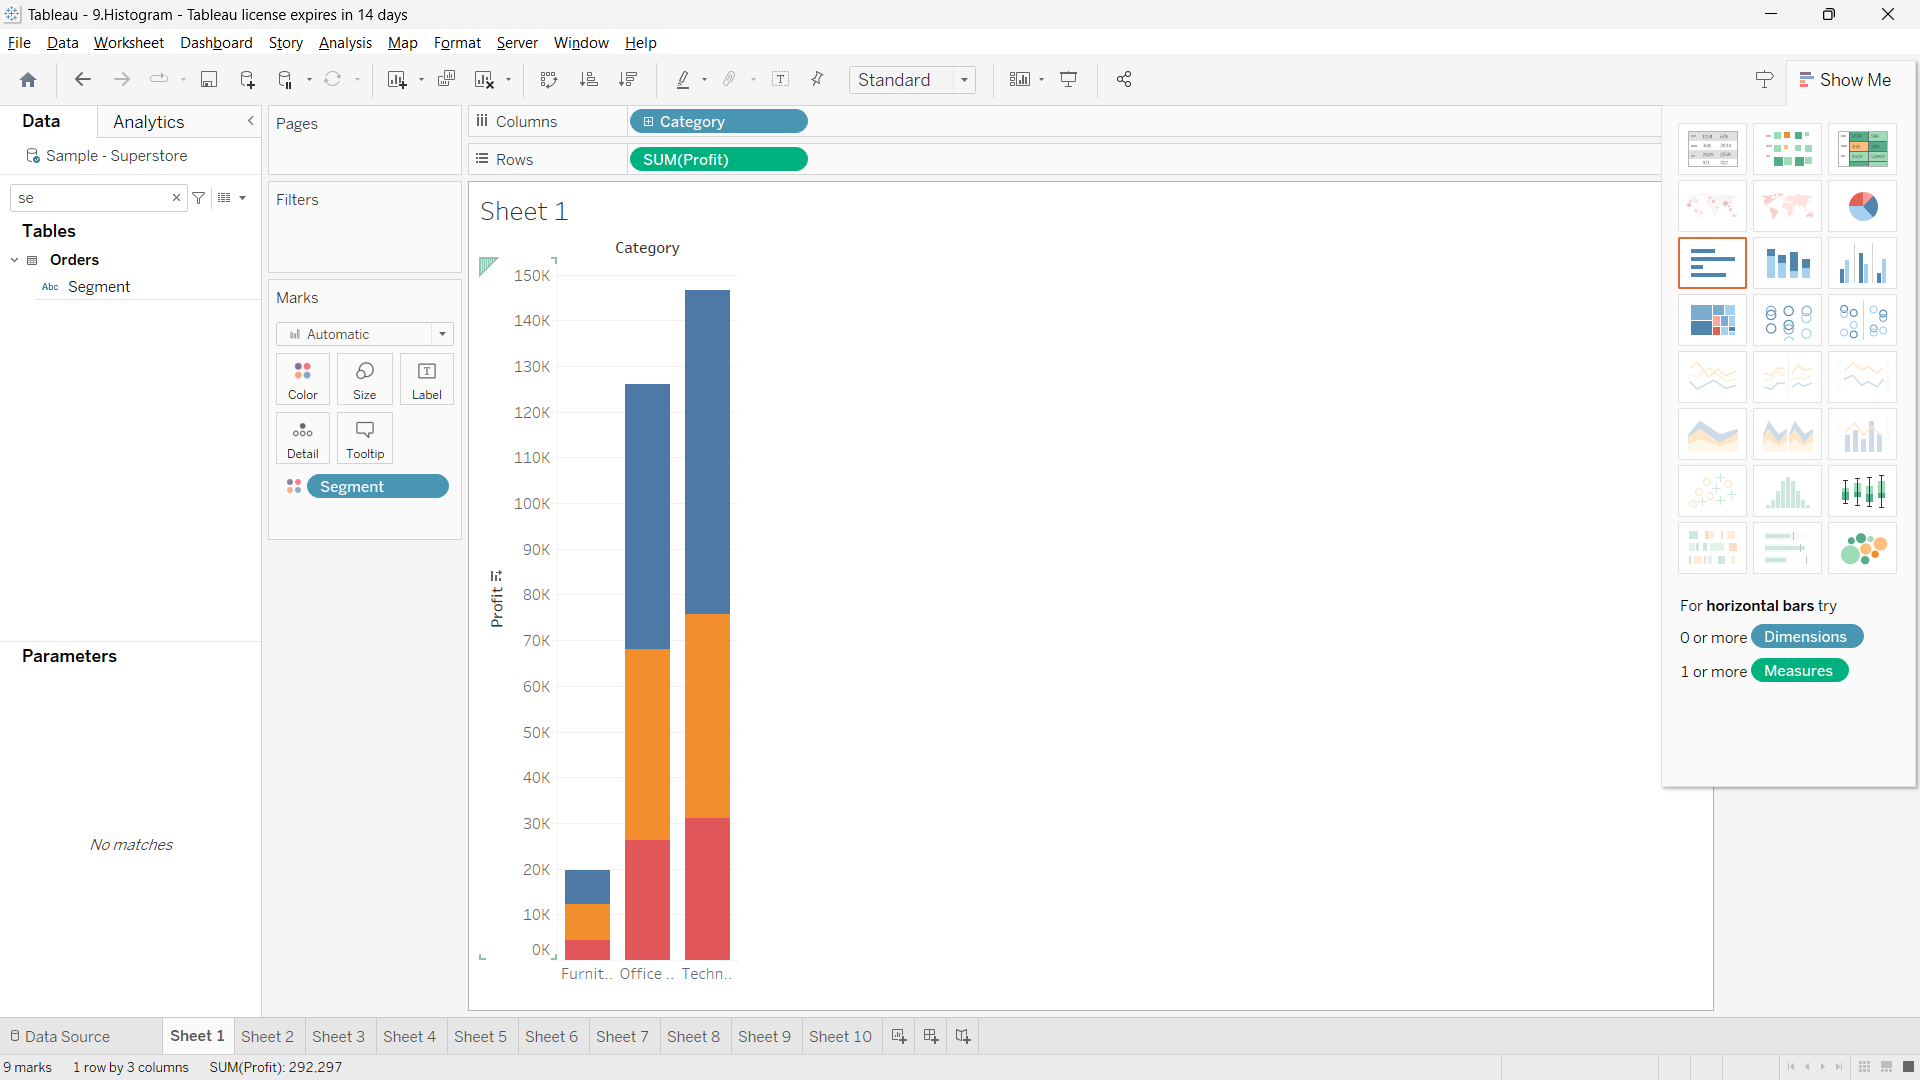 Tableau - 9.Histogram - Tableau license expires in 14 days
File Data Worksheet Dashboard Story Analysis Map Format Server Window Help
Standard
Show Me
Data Analytics
Sample - Superstore
se
Tables
Orders
Abc Segment
Parameters
No matches
Pages
Filters
Marks
Automatic
Color Size Label
Detail Tooltip
Segment
Columns Category
Rows SUM(Profit)
Sheet 1
Category
Profit
150K
140K
130K
120K
110K
100K
90K
80K
70K
60K
50K
40K
30K
20K
10K
0K
Furnit.. Office .. Techn..
For horizontal bars try
0 or more Dimensions
1 or more Measures
Data Source Sheet 1 Sheet 2 Sheet 3 Sheet 4 Sheet 5 Sheet 6 Sheet 7 Sheet 8 Sheet 9 Sheet 10
9 marks 1 row by 3 columns SUM(Profit): 292,297